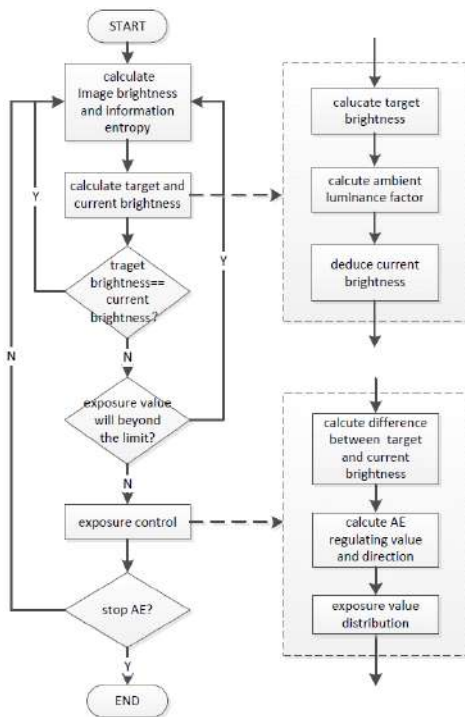 START
calculate
image brightness
and information
entropy
calculate target and
current brightness
Y
traget
brightness==
current
brightness?
N
Y
N
exposure value
will beyond
the limit?
N
exposure control
stop AE?
Y
END
calucate target
brightness
calcute ambient
luminance factor
deduce current
brightness
calcute difference
between target
and current
brightness
calcute AE
regulating value
and direction
exposure value
distribution